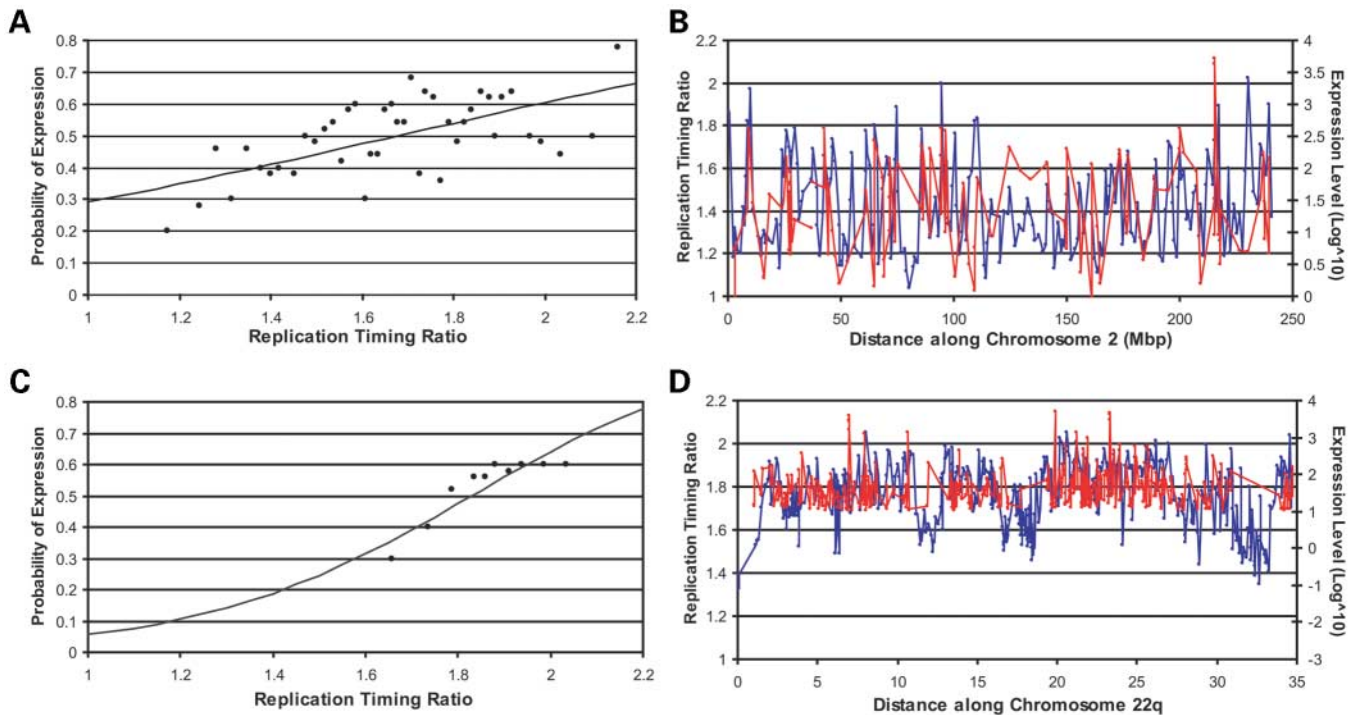 A
Probability of Expression
0.8
0.7
0.6
0.5
0.4
0.3
0.2
0.1
0
1 1.2 1.4 1.6 1.8 2 2.2
Replication Timing Ratio
B
Replication Timing Ratio
2.2
2
1.8
1.6
1.4
1.2
1
0 50 100 150 200 250
Distance along Chromosome 2 (Mbp)
4
3.5
3
2.5
2
1.5
1
0.5
0
Expression Level (Log^10)
C
Probability of Expression
0.8
0.7
0.6
0.5
0.4
0.3
0.2
0.1
0
1 1.2 1.4 1.6 1.8 2 2.2
Replication Timing Ratio
D
Replication Timing Ratio
2.2
2
1.8
1.6
1.4
1.2
1
0 5 10 15 20 25 30 35
Distance along Chromosome 22q
4
3
2
1
0
-1
-2
-3
Expression Level (Log^10)